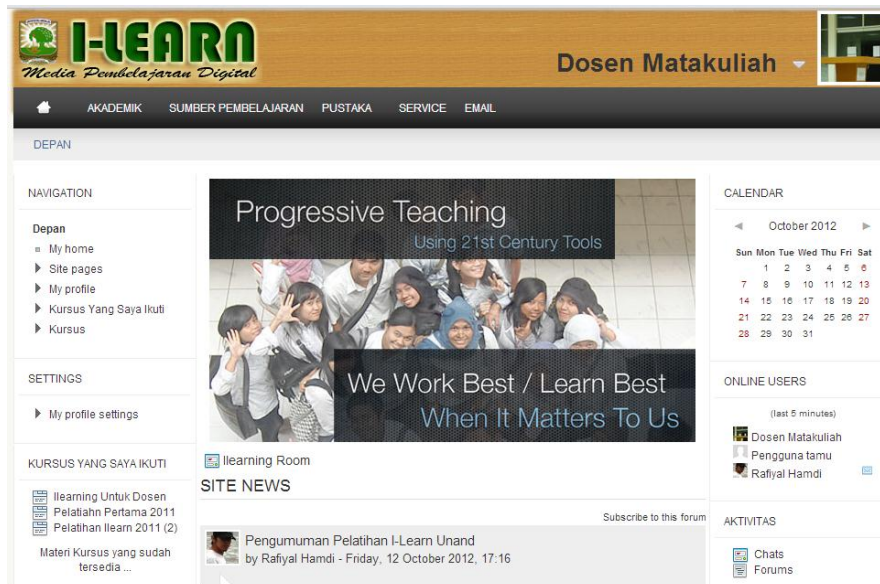 I-LEARN
Media Pembelajaran Digital
Dosen Matakuliah
AKADEMIK SUMBER PEMBELAJARAN PUSTAKA SERVICE EMAIL
DEPAN
NAVIGATION
Depan
My home
Site pages
My profile
Kursus Yang Saya Ikuti
Kursus
SETTINGS
My profile settings
KURSUS YANG SAYA IKUTI
Ilearning Untuk Dosen
Pelatiahn Pertama 2011
Pelatihan Ilearn 2011 (2)
Materi Kursus yang sudah
tersedia ...
Progressive Teaching
Using 21st Century Tools
We Work Best / Learn Best
When It Matters To Us
Ilearning Room
SITE NEWS
Subscribe to this forum
Pengumuman Pelatihan I-Learn Unand
by Rafiyal Hamdi - Friday, 12 October 2012, 17:16
CALENDAR
October 2012
Sun Mon Tue Wed Thu Fri Sat
1 2 3 4 5 6
7 8 9 10 11 12 13
14 15 16 17 18 19 20
21 22 23 24 25 26 27
28 29 30 31
ONLINE USERS
(last 5 minutes)
Dosen Matakuliah
Pengguna tamu
Rafiyal Hamdi
AKTIVITAS
Chats
Forums